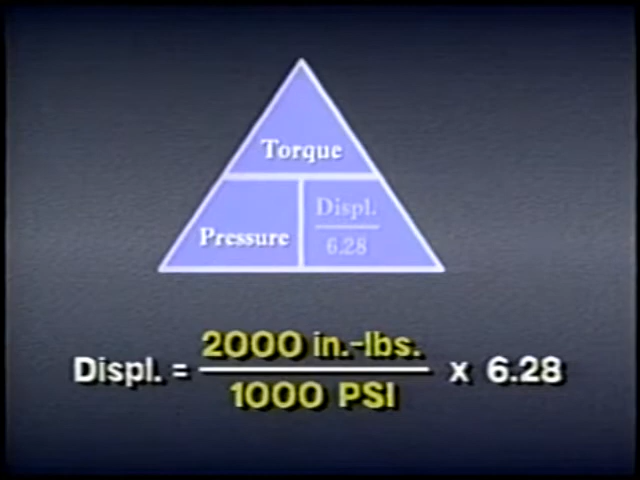 Torque
Pressure
Displ.
6.28
Displ. = 2000 in.-lbs. x 6.28
1000 PSI